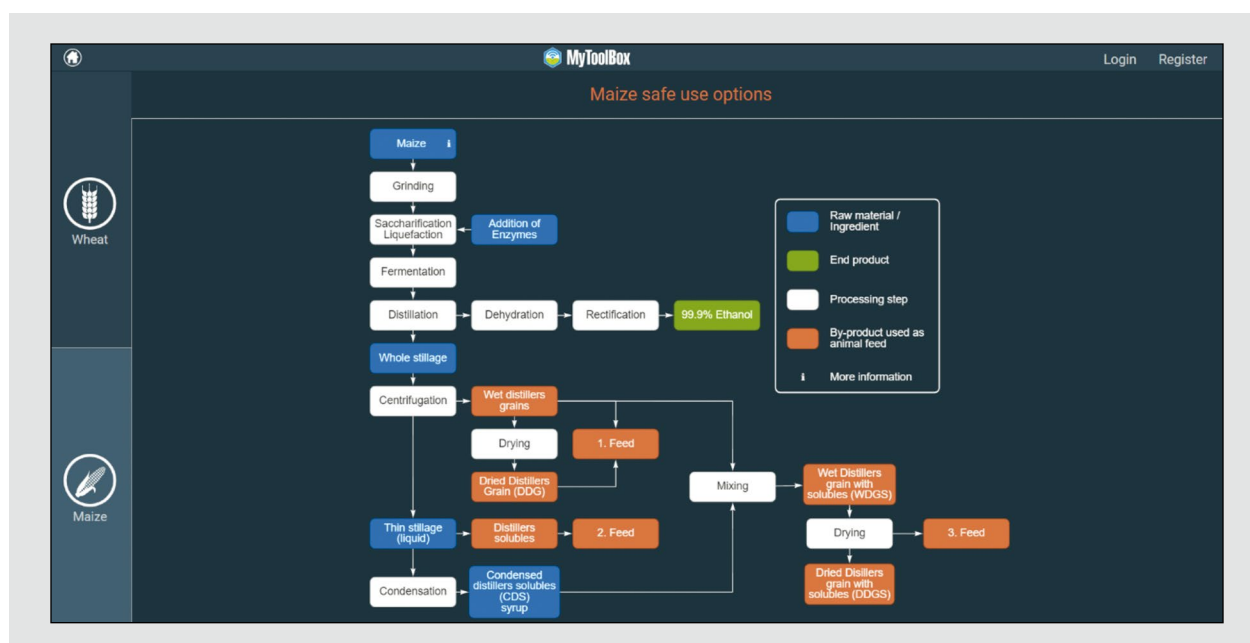 MyToolBox
Login Register
Maize safe use options
Wheat
Maize
Maize i
Grinding
Saccharification
Liquefaction
Addition of
Enzymes
Fermentation
Distillation
Dehydration
Rectification
99.9% Ethanol
Whole stillage
Centrifugation
Wet distillers
grains
Drying
1. Feed
Dried Distillers
Grain (DDG)
Mixing
Wet Distillers
grain with
solubles (WDGS)
Thin stillage
(liquid)
Distillers
solubles
2. Feed
Drying
3. Feed
Condensation
Condensed
distillers solubles
(CDS)
syrup
Dried Disillers
grain with
solubles (DDGS)
Raw material /
Ingredient
End product
Processing step
By-product used as
animal feed
i More information